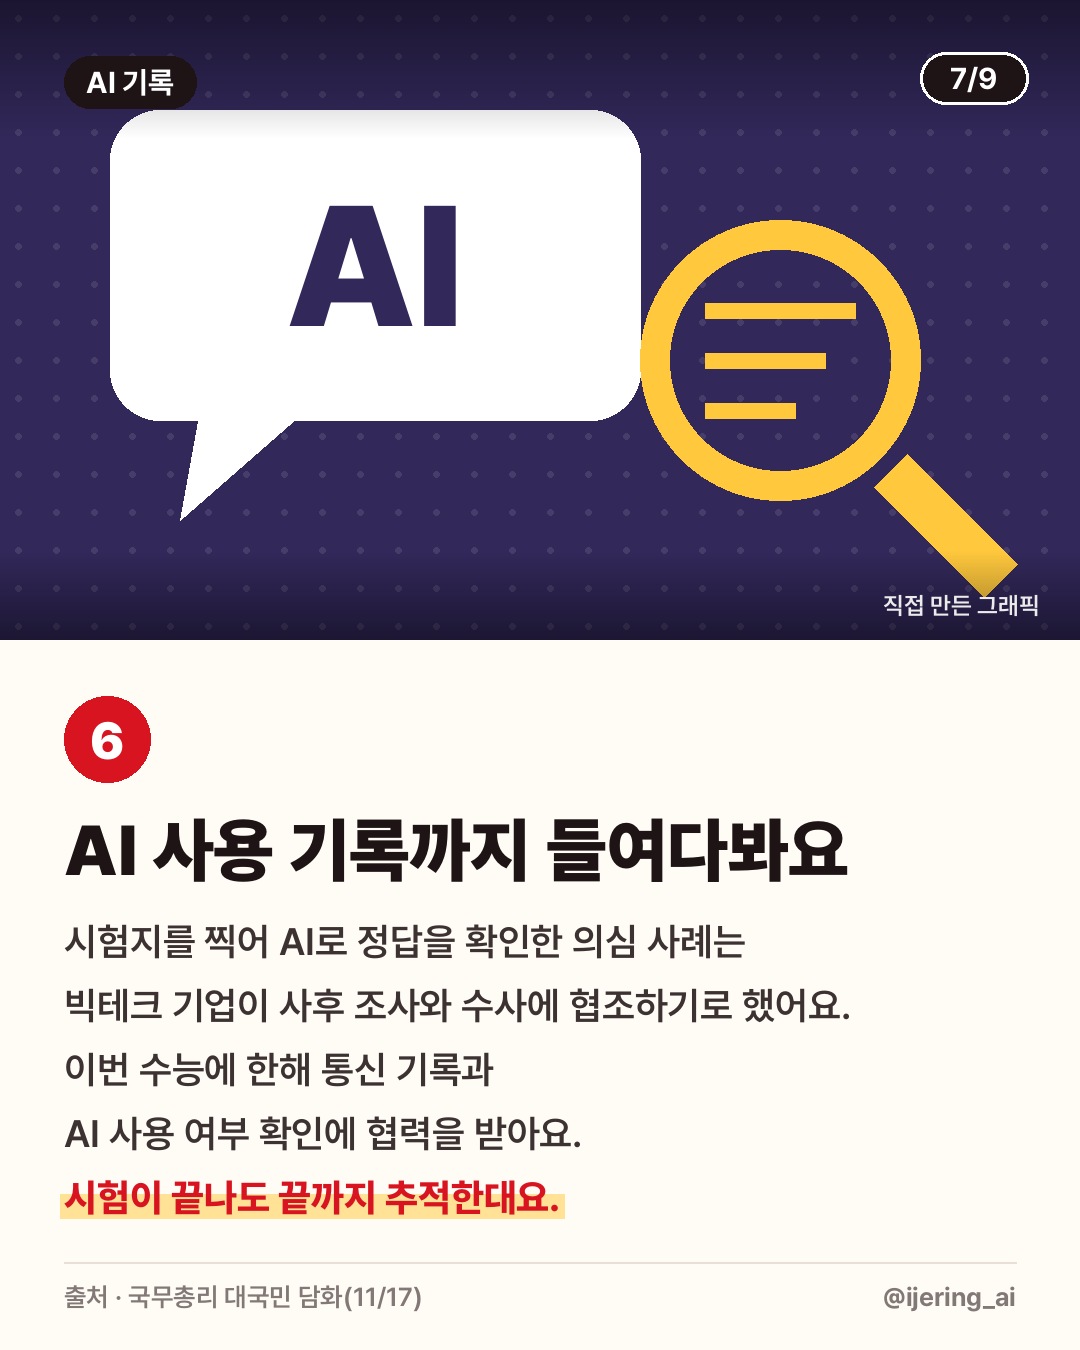 AI 기록
7/9
AI
직접 만든 그래픽
6
AI 사용 기록까지 들여다봐요
시험지를 찍어 AI로 정답을 확인한 의심 사례는
빅테크 기업이 사후 조사와 수사에 협조하기로 했어요.
이번 수능에 한해 통신 기록과
AI 사용 여부 확인에 협력을 받아요.
시험이 끝나도 끝까지 추적한대요.
출처 · 국무총리 대국민 담화(11/17)
@ijering_ai